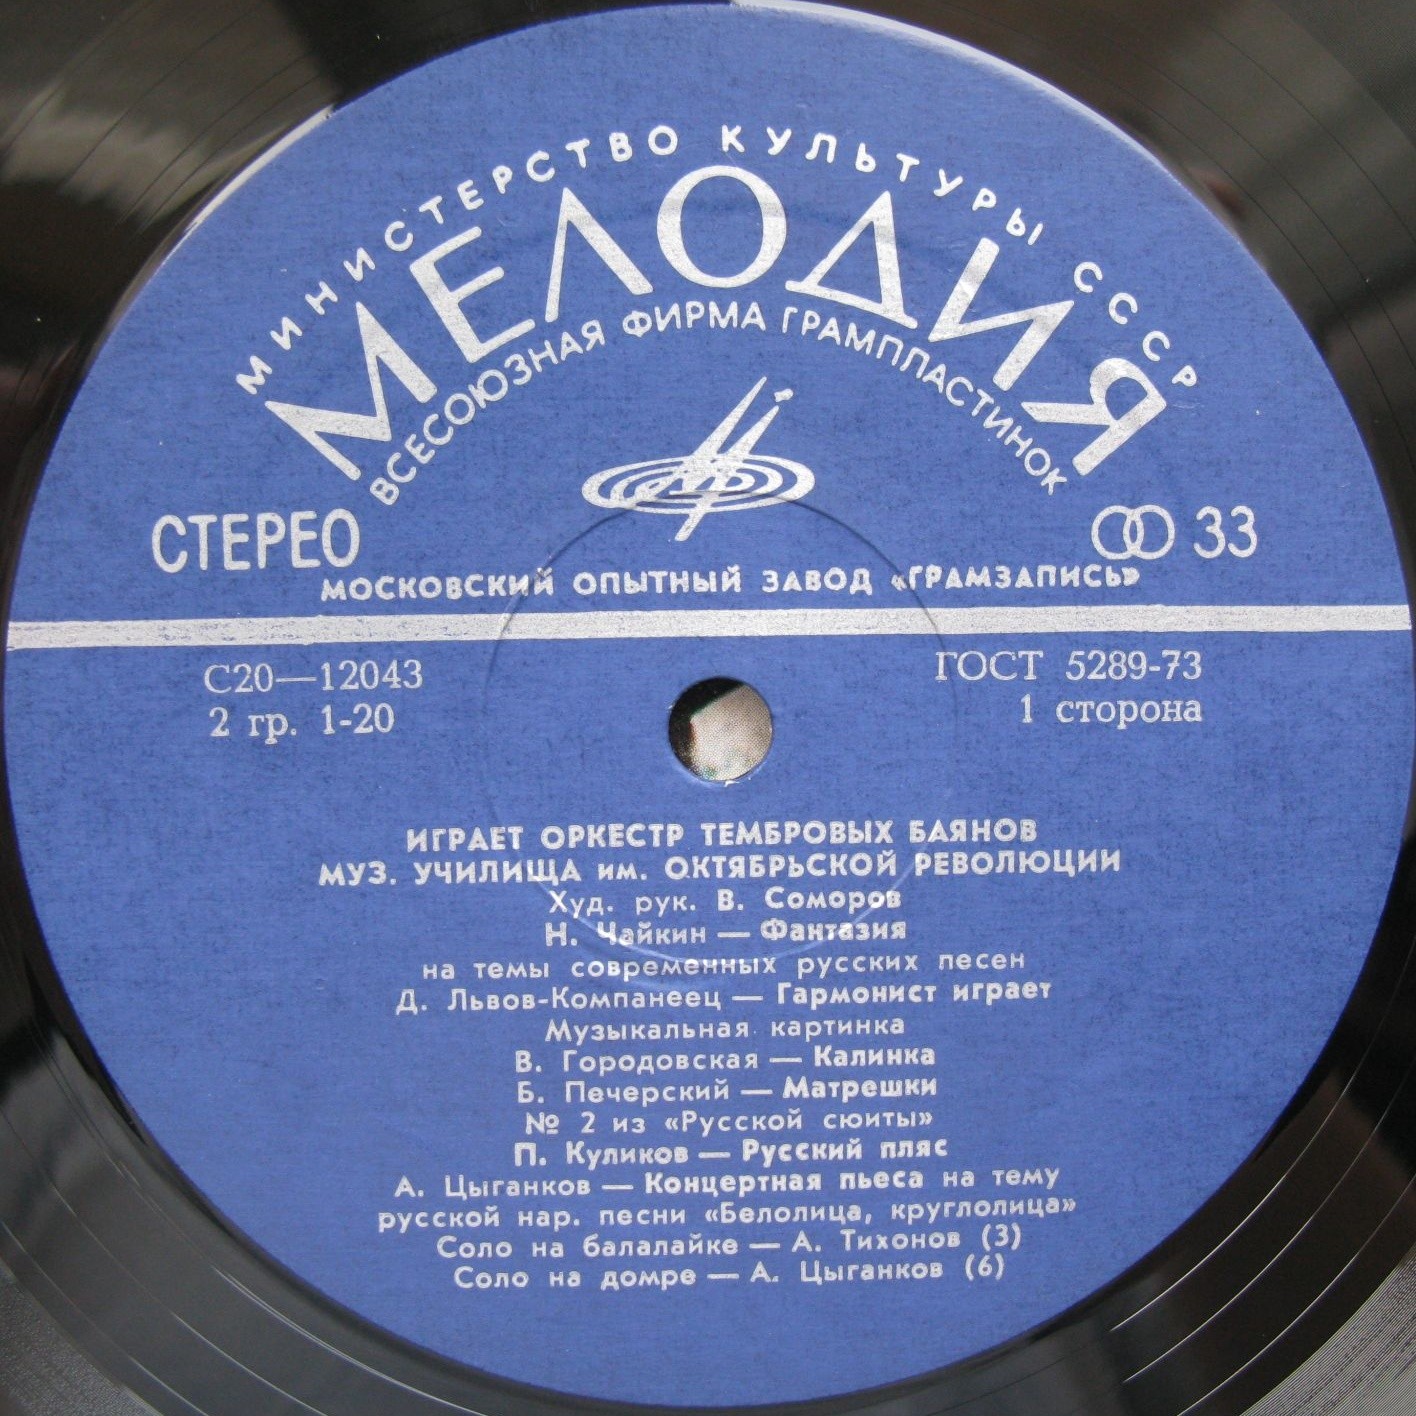 МИНИСТЕРСТВО КУЛЬТУРЫ СССР
МЕЛОДИЯ
ВСЕСОЮЗНАЯ ФИРМА ГРАМПЛАСТИНОК
СТЕРЕО
33
МОСКОВСКИЙ ОПЫТНЫЙ ЗАВОД «ГРАМЗАПИСЬ»
С20—12043
ГОСТ 5289-73
2 гр. 1-20
1 сторона
ИГРАЕТ ОРКЕСТР ТЕМБРОВЫХ БАЯНОВ
МУЗ. УЧИЛИЩА им. ОКТЯБРЬСКОЙ РЕВОЛЮЦИИ
Худ. рук. В. Соморов
Н. Чайкин — Фантазия
на темы современных русских песен
Д. Львов-Компанеец — Гармонист играет
Музыкальная картинка
В. Городовская — Калинка
Б. Печерский — Матрешки
№ 2 из «Русской сюиты»
П. Куликов — Русский пляс
А. Цыганков — Концертная пьеса на тему
русской нар. песни «Белолица, круглолица»
Соло на балалайке — А. Тихонов (3)
Соло на домре — А. Цыганков (6)